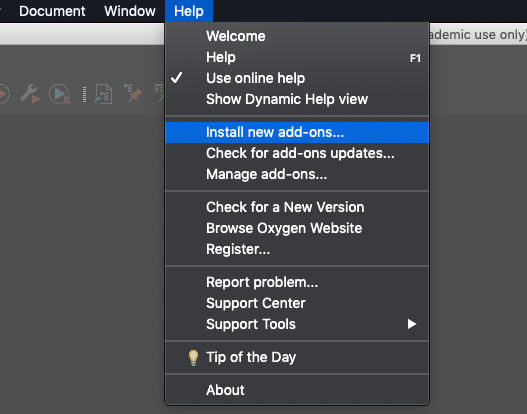 Document Window Help
ademic use only)
Welcome
Help F1
✓ Use online help
Show Dynamic Help view
Install new add-ons...
Check for add-ons updates...
Manage add-ons...
Check for a New Version
Browse Oxygen Website
Register...
Report problem...
Support Center
Support Tools
Tip of the Day
About